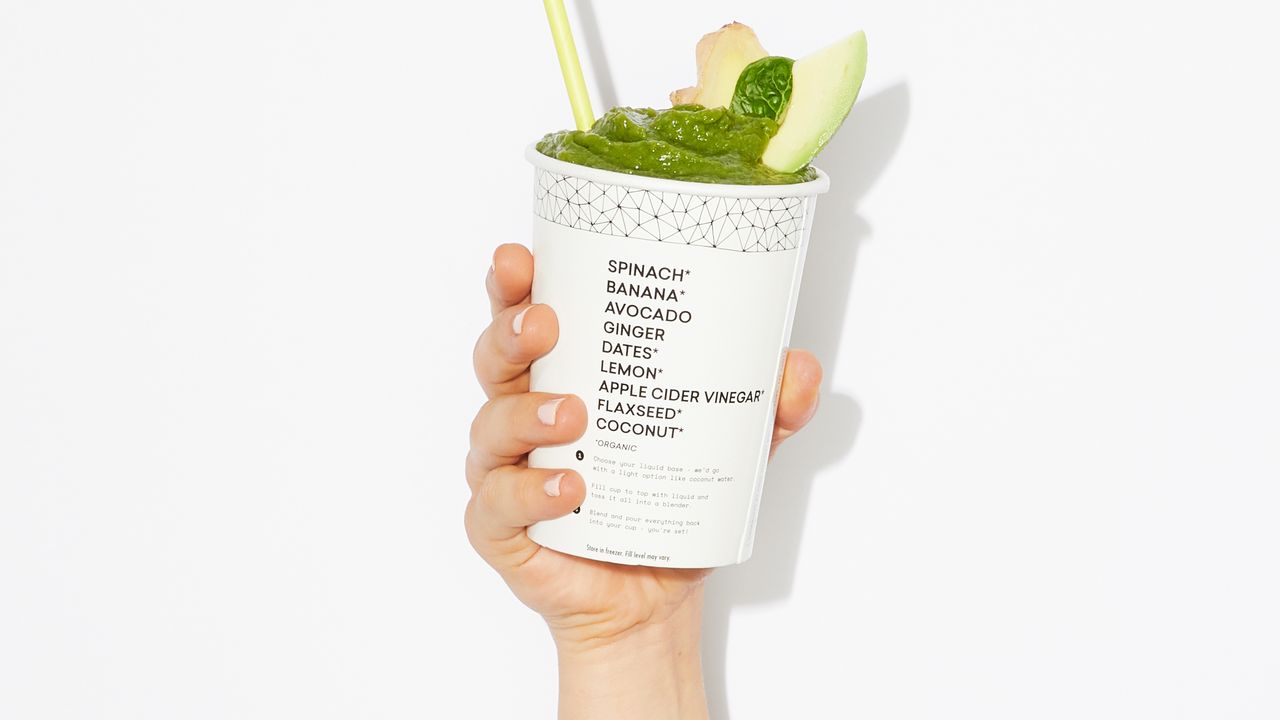 SPINACH*
BANANA*
AVOCADO
GINGER
DATES*
LEMON*
APPLE CIDER VINEGAR*
FLAXSEED*
COCONUT*
*ORGANIC
1 Choose your liquid base - we'd go
with a light option like coconut water.
Fill cup to top with liquid and
toss it all into a blender.
Blend and pour everything back
into your cup - you're set!
Store in freezer. Fill level may vary.